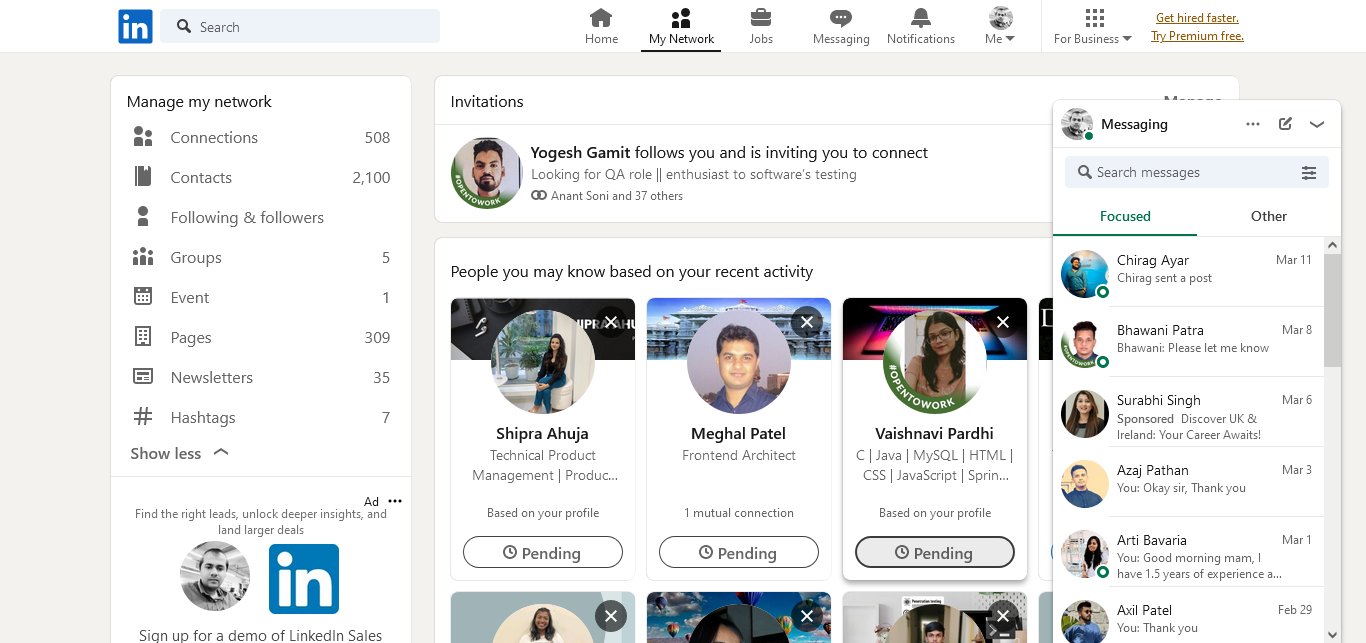 in
Search
Home
My Network
Jobs
Messaging
Notifications
Me
For Business
Get hired faster.
Try Premium free.
Manage my network
Connections 508
Contacts 2,100
Following & followers
Groups 5
Event 1
Pages 309
Newsletters 35
Hashtags 7
Show less
Ad
Find the right leads, unlock deeper insights, and
land larger deals
in
Sign up for a demo of LinkedIn Sales
Invitations
Manage
Yogesh Gamit follows you and is inviting you to connect
Looking for QA role || enthusiast to software's testing
Anant Soni and 37 others
#OPENTOWORK
People you may know based on your recent activity
Shipra Ahuja
Technical Product
Management | Produc...
Based on your profile
Pending
Meghal Patel
Frontend Architect
1 mutual connection
Pending
#OPENTOWORK
Vaishnavi Pardhi
C | Java | MySQL | HTML |
CSS | JavaScript | Sprin...
Based on your profile
Pending
Messaging
Search messages
Focused
Other
Chirag Ayar Mar 11
Chirag sent a post
Bhawani Patra Mar 8
Bhawani: Please let me know
Surabhi Singh Mar 6
Sponsored Discover UK &
Ireland: Your Career Awaits!
Azaj Pathan Mar 3
You: Okay sir, Thank you
Arti Bavaria Mar 1
You: Good morning mam, I
have 1.5 years of experience a...
Axil Patel Feb 29
You: Thank you